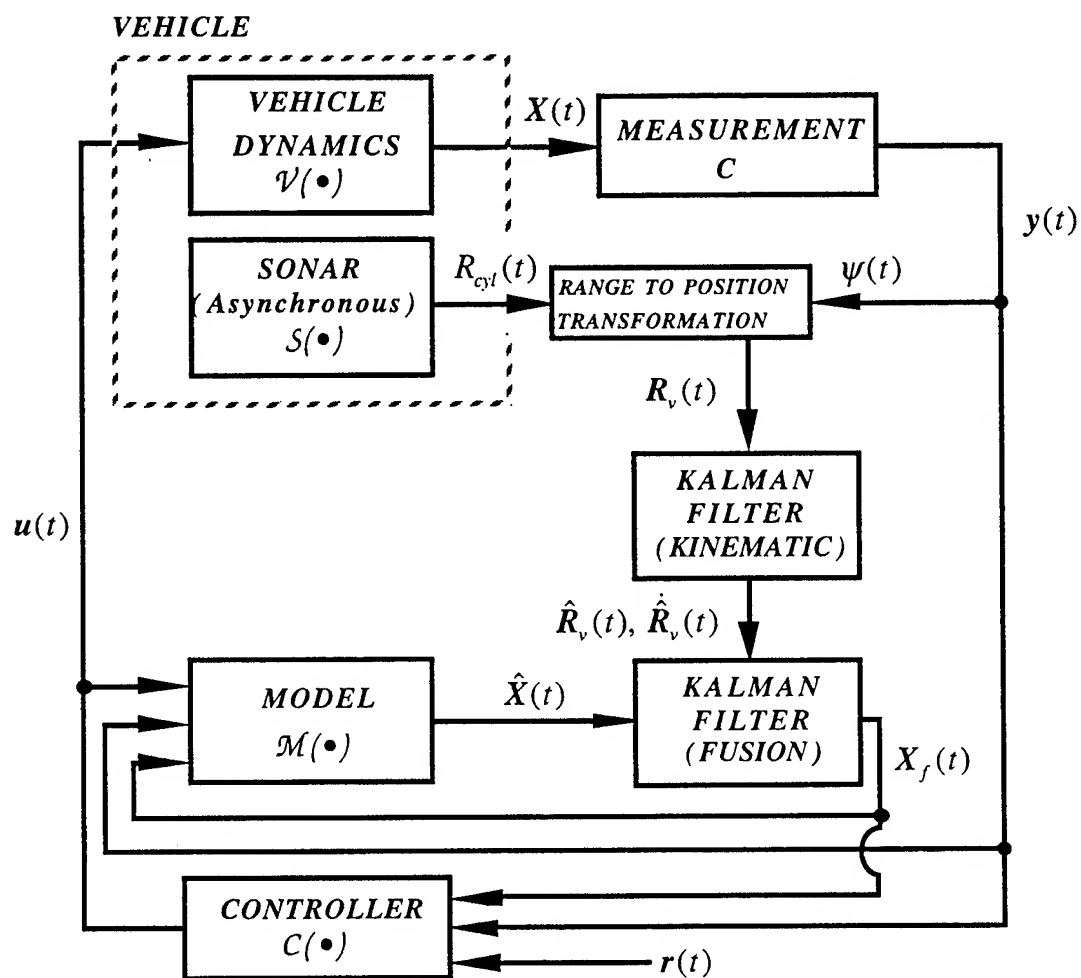 VEHICLE
VEHICLE
DYNAMICS
𝒱(•)
X(t)
MEASUREMENT
C
y(t)
SONAR
(Asynchronous)
𝒮(•)
R_cyl(t)
RANGE TO POSITION
TRANSFORMATION
ψ(t)
R_v(t)
KALMAN
FILTER
(KINEMATIC)
u(t)
R̂_v(t), Ṙ̂_v(t)
MODEL
ℳ(•)
X̂(t)
KALMAN
FILTER
(FUSION)
X_f(t)
CONTROLLER
C(•)
r(t)